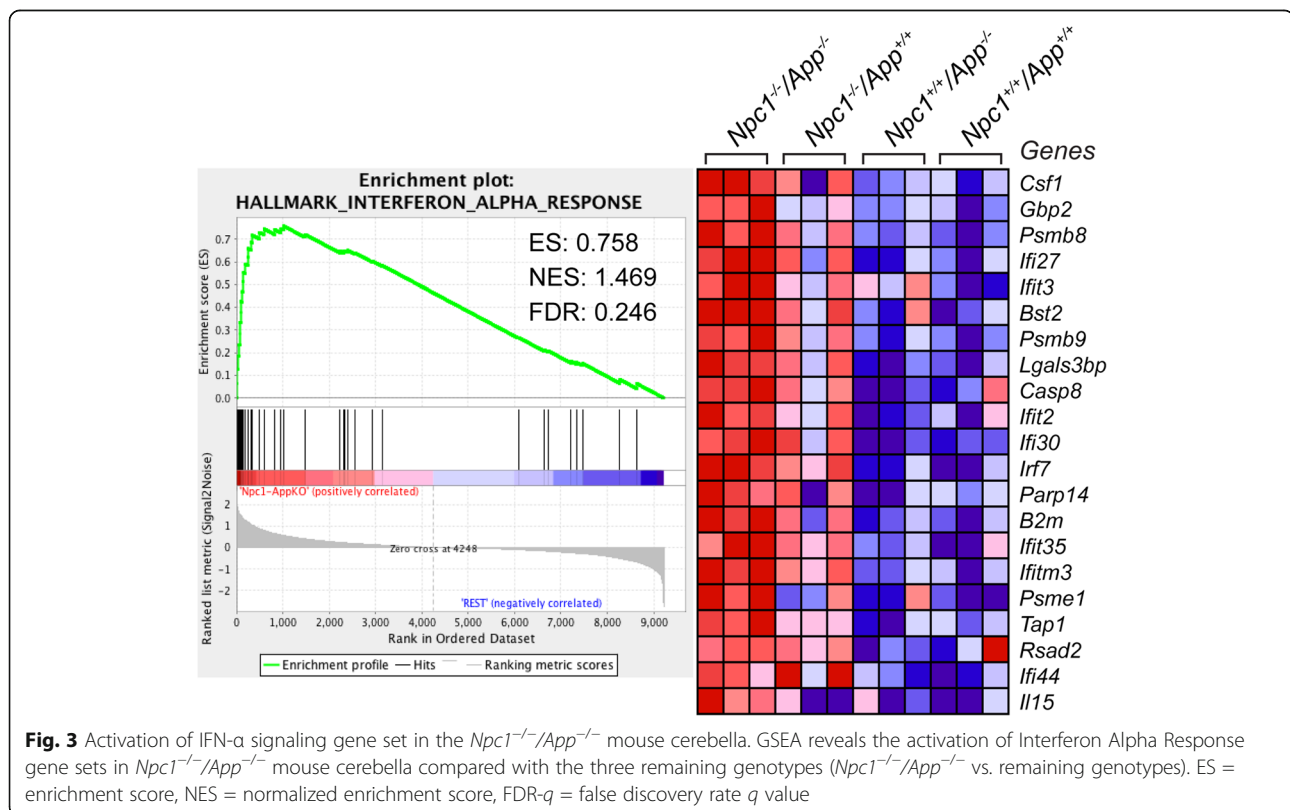 Npc1-/-/App-/-
Npc1-/-/App+/+
Npc1+/+/App-/-
Npc1+/+/App+/+
Genes
Enrichment plot:
HALLMARK_INTERFERON_ALPHA_RESPONSE
ES: 0.758
NES: 1.469
FDR: 0.246
Enrichment score (ES)
0.7
0.6
0.5
0.4
0.3
0.2
0.1
0.0
'Npc1-AppKO' (positively correlated)
Ranked list metric (Signal2Noise)
2
1
0
-1
-2
Zero cross at 4248
'REST' (negatively correlated)
0 1,000 2,000 3,000 4,000 5,000 6,000 7,000 8,000 9,000
Rank in Ordered Dataset
Enrichment profile Hits Ranking metric scores
Csf1
Gbp2
Psmb8
Ifi27
Ifit3
Bst2
Psmb9
Lgals3bp
Casp8
Ifit2
Ifi30
Irf7
Parp14
B2m
Ifit35
Ifitm3
Psme1
Tap1
Rsad2
Ifi44
Il15
Fig. 3 Activation of IFN-α signaling gene set in the Npc1−/−/App−/− mouse cerebella. GSEA reveals the activation of Interferon Alpha Response
gene sets in Npc1−/−/App−/− mouse cerebella compared with the three remaining genotypes (Npc1−/−/App−/− vs. remaining genotypes). ES =
enrichment score, NES = normalized enrichment score, FDR-q = false discovery rate q value